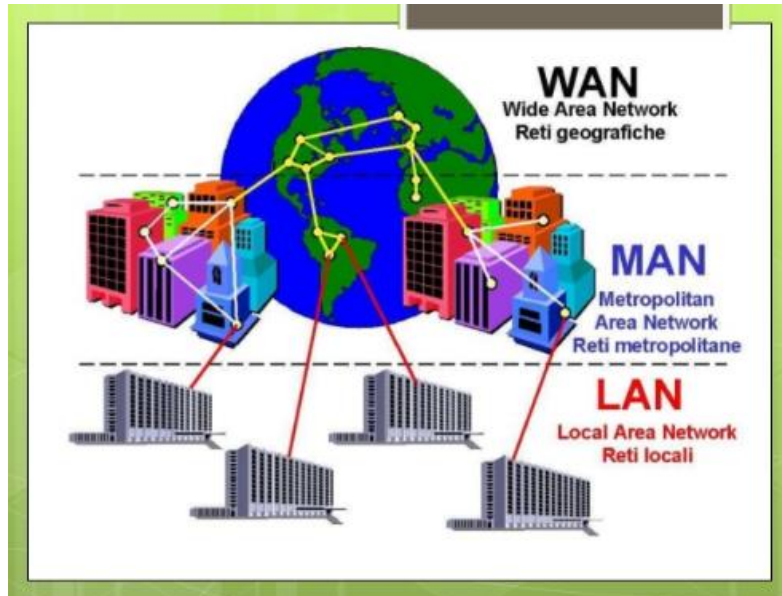 WAN
Wide Area Network
Reti geografiche
MAN
Metropolitan
Area Network
Reti metropolitane
LAN
Local Area Network
Reti locali